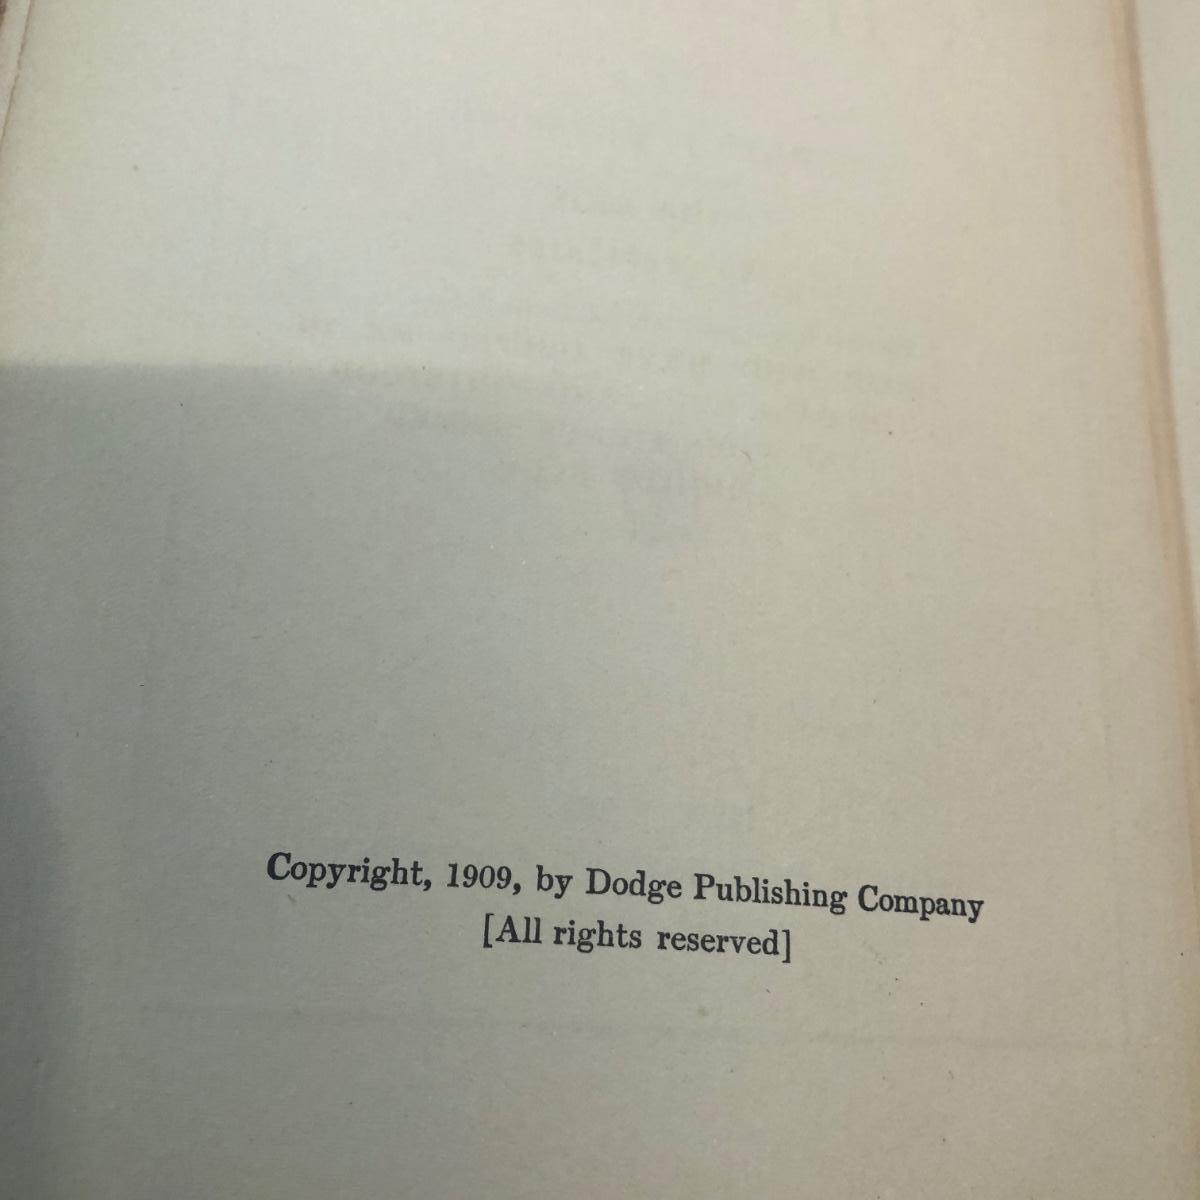 Copyright, 1909, by Dodge Publishing Company
[All rights reserved]